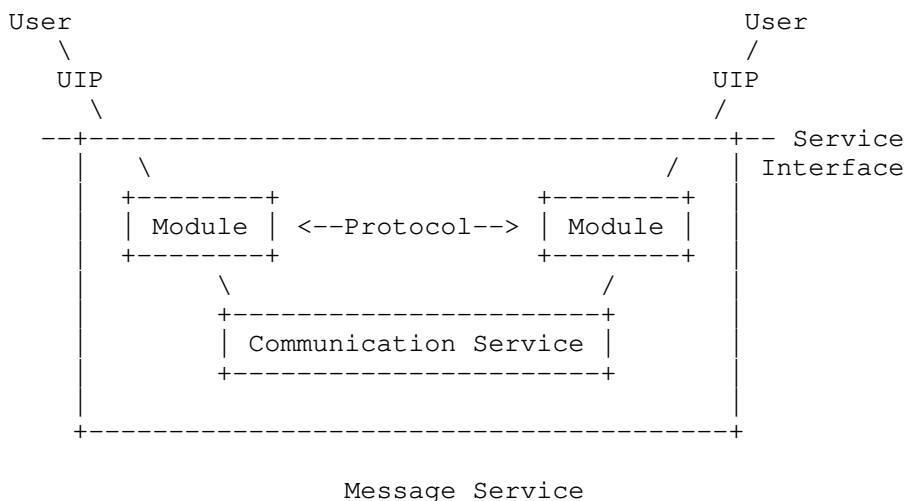 User User
UIP UIP
Service
Interface
Module <--Protocol--> Module
Communication Service
Message Service